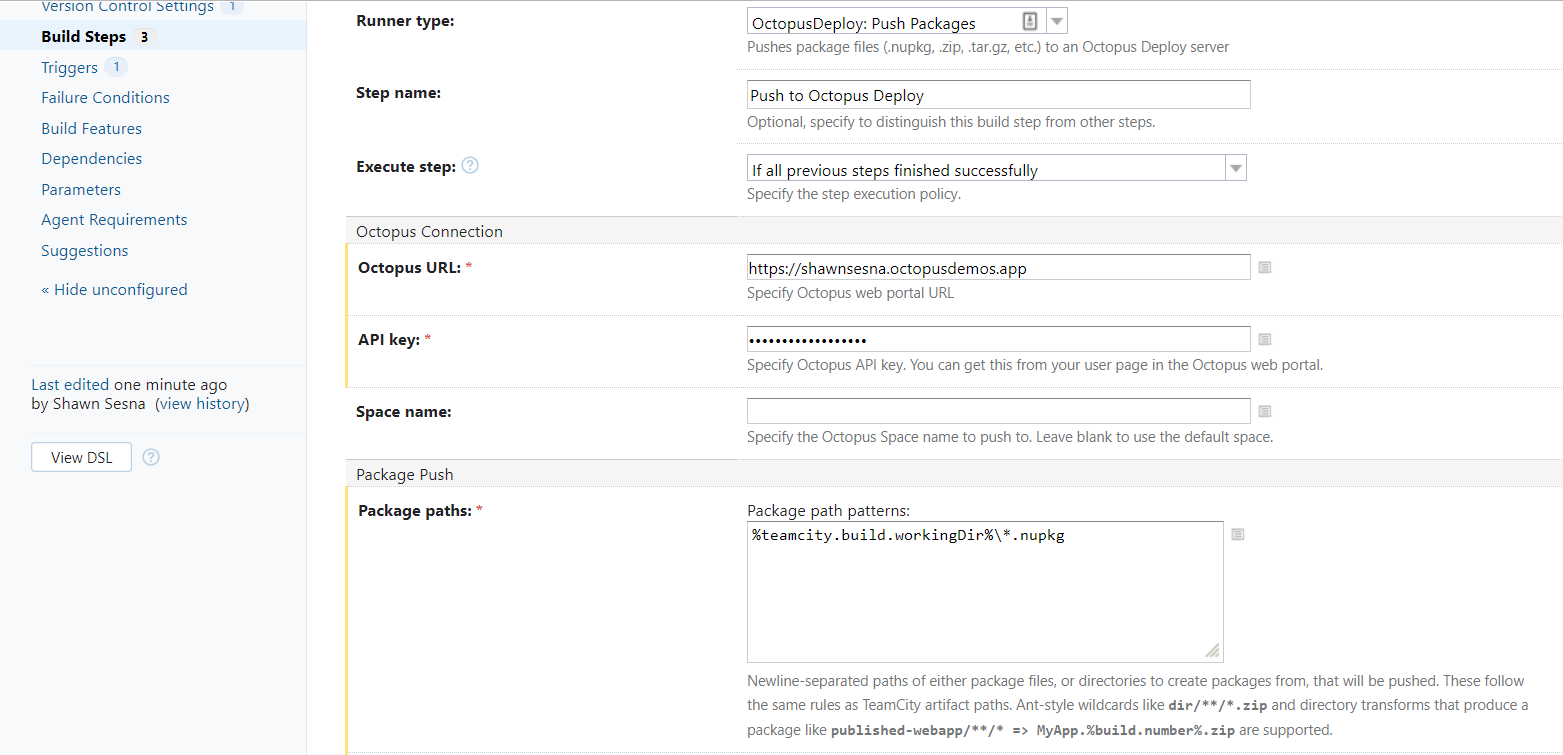 Version Control Settings 1
Build Steps 3
Triggers 1
Failure Conditions
Build Features
Dependencies
Parameters
Agent Requirements
Suggestions
« Hide unconfigured
Last edited one minute ago
by Shawn Sesna (view history)
View DSL ?
Runner type:
OctopusDeploy: Push Packages
Pushes package files (.nupkg, .zip, .tar.gz, etc.) to an Octopus Deploy server
Step name:
Push to Octopus Deploy
Optional, specify to distinguish this build step from other steps.
Execute step: ?
If all previous steps finished successfully
Specify the step execution policy.
Octopus Connection
Octopus URL: *
https://shawnsesna.octopusdemos.app
Specify Octopus web portal URL
API key: *
••••••••••••••••••
Specify Octopus API key. You can get this from your user page in the Octopus web portal.
Space name:
Specify the Octopus Space name to push to. Leave blank to use the default space.
Package Push
Package paths: *
Package path patterns:
%teamcity.build.workingDir%\*.nupkg
Newline-separated paths of either package files, or directories to create packages from, that will be pushed. These follow
the same rules as TeamCity artifact paths. Ant-style wildcards like dir/**/*.zip and directory transforms that produce a
package like published-webapp/**/* => MyApp.%build.number%.zip are supported.